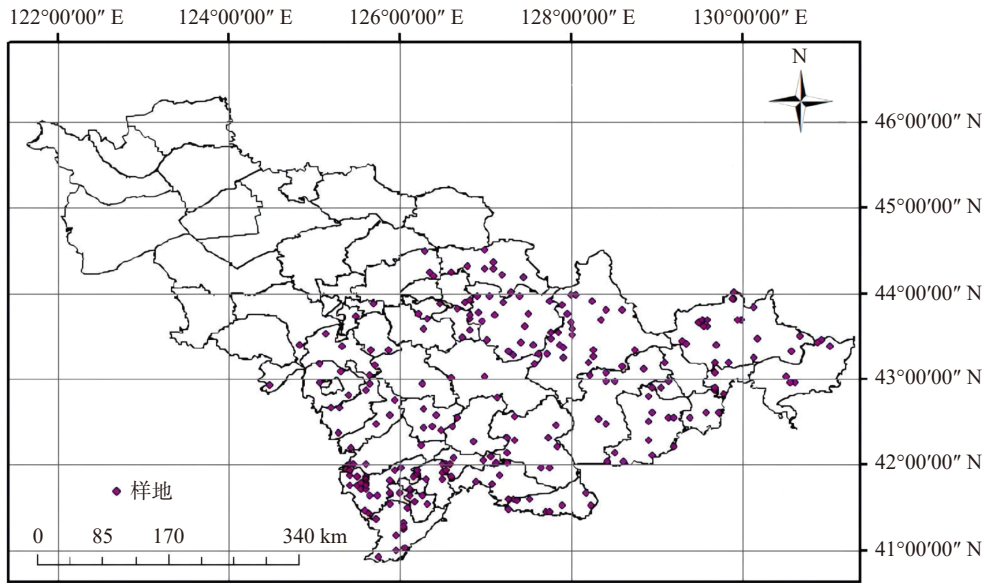 122°00′00″ E 124°00′00″ E 126°00′00″ E 128°00′00″ E 130°00′00″ E
N
46°00′00″ N
45°00′00″ N
44°00′00″ N
43°00′00″ N
42°00′00″ N
样地
0 85 170 340 km
41°00′00″ N